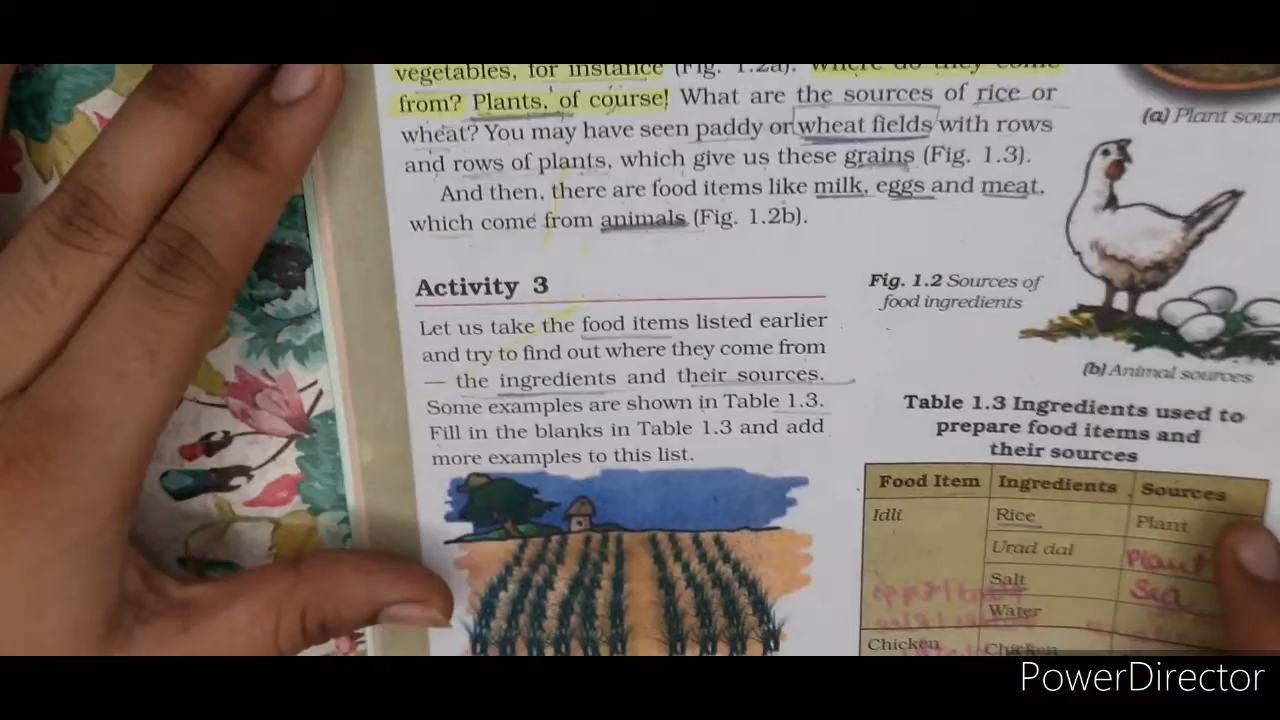 vegetables, for instance (Fig. 1.2a). Where do they come
from? Plants, of course! What are the sources of rice or
wheat? You may have seen paddy or wheat fields with rows
and rows of plants, which give us these grains (Fig. 1.3).
And then, there are food items like milk, eggs and meat,
which come from animals (Fig. 1.2b).
(a) Plant sour
Fig. 1.2 Sources of
food ingredients
(b) Animal sources
Activity 3
Let us take the food items listed earlier
and try to find out where they come from
— the ingredients and their sources.
Some examples are shown in Table 1.3.
Fill in the blanks in Table 1.3 and add
more examples to this list.
Table 1.3 Ingredients used to
prepare food items and
their sources
Food Item Ingredients Sources
Idli Rice Plant
Urad dal Plant
Salt Sea
Water
Chicken Chicken
PowerDirector